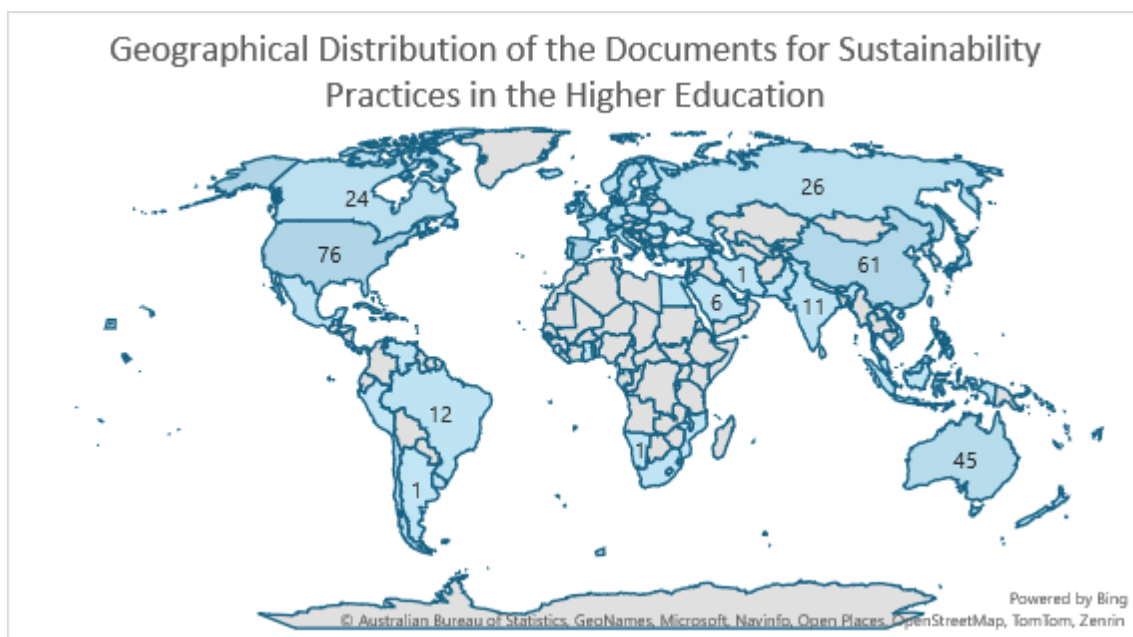 Geographical Distribution of the Documents for Sustainability
Practices in the Higher Education
24
26
76
1
61
6
11
12
1
45
1
Powered by Bing
© Australian Bureau of Statistics, GeoNames, Microsoft, Navinfo, Open Places, OpenStreetMap, TomTom, Zenrin